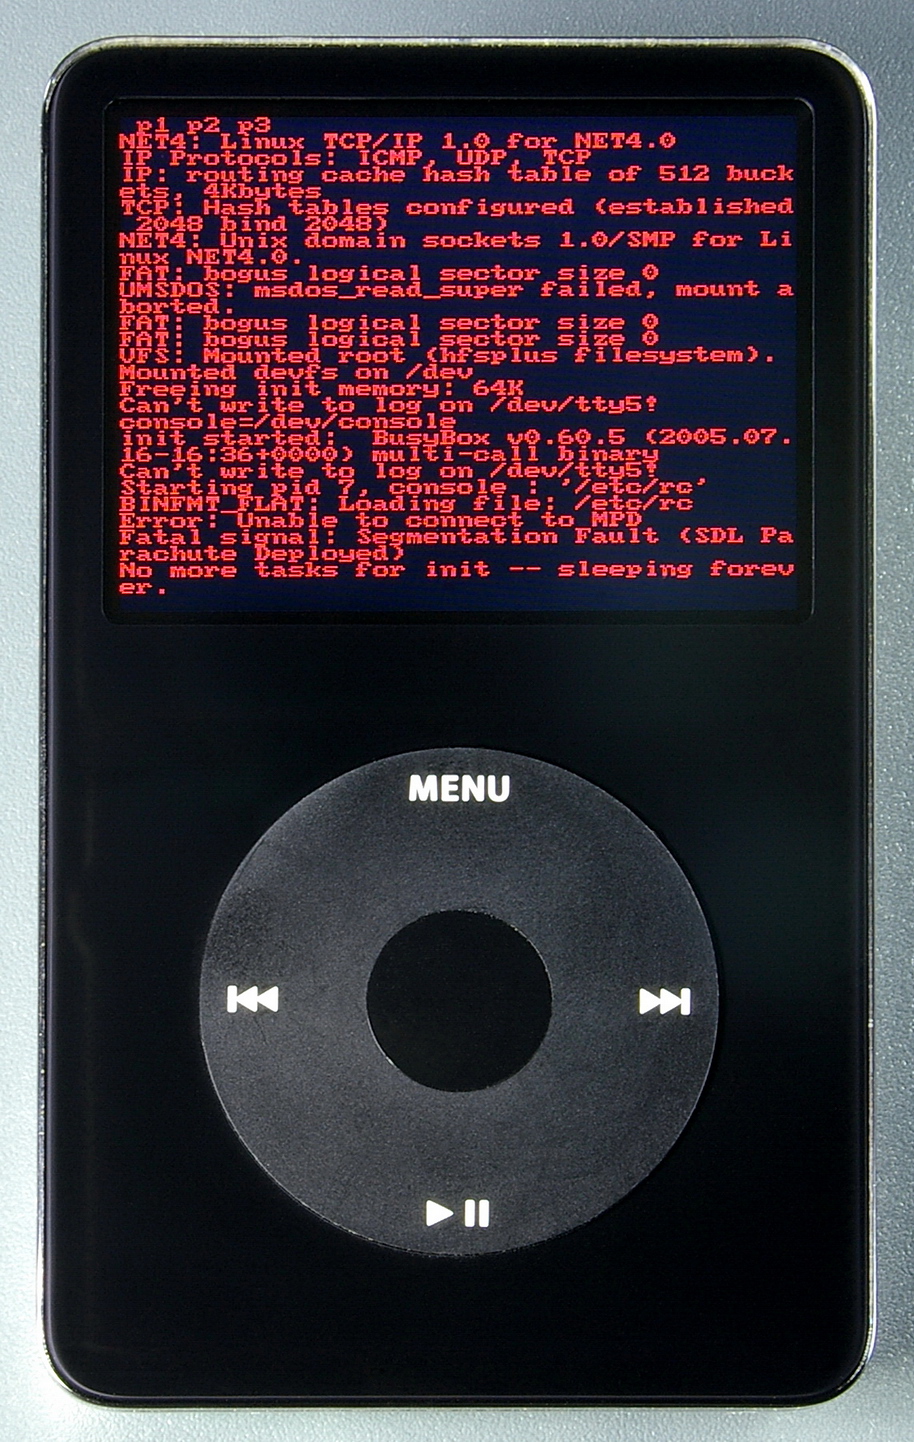 p1 p2 p3
NET4: Linux TCP/IP 1.0 for NET4.0
IP Protocols: ICMP, UDP, TCP
IP: routing cache hash table of 512 buck
ets, 4Kbytes
TCP: Hash tables configured (established
 2048 bind 2048)
NET4: Unix domain sockets 1.0/SMP for Li
nux NET4.0.
FAT: bogus logical sector size 0
UMSDOS: msdos_read_super failed, mount a
borted.
FAT: bogus logical sector size 0
FAT: bogus logical sector size 0
VFS: Mounted root (hfsplus filesystem).
Mounted devfs on /dev
Freeing init memory: 64K
Can't write to log on /dev/tty5!
console=/dev/console
init started:  BusyBox v0.60.5 (2005.07.
16-16:36+0000) multi-call binary
Can't write to log on /dev/tty5!
Starting pid 7, console : '/etc/rc'
BINFMT_FLAT: Loading file: /etc/rc
Error: Unable to connect to MPD
Fatal signal: Segmentation Fault (SDL Pa
rachute Deployed)
No more tasks for init -- sleeping forev
er.
MENU